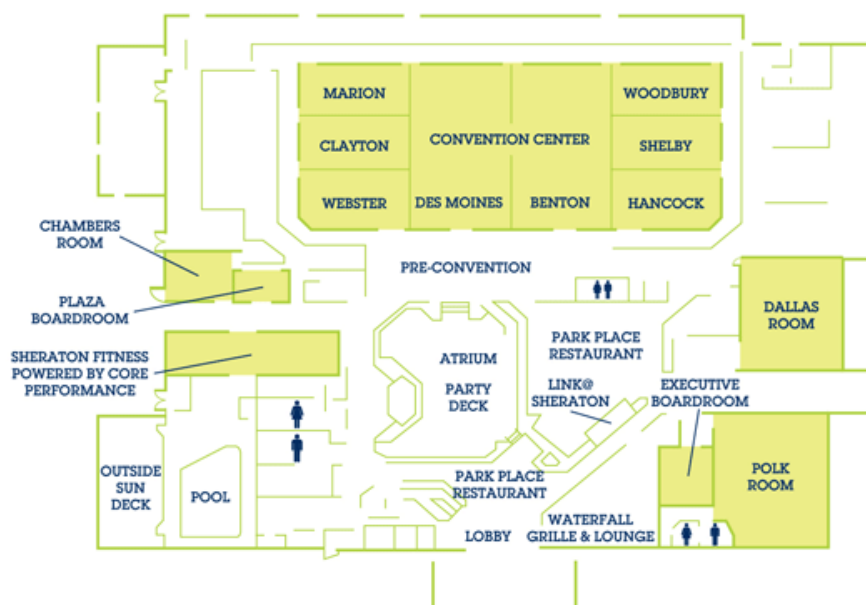 MARION
WOODBURY
CLAYTON
CONVENTION CENTER
SHELBY
WEBSTER
DES MOINES
BENTON
HANCOCK
CHAMBERS
ROOM
PRE-CONVENTION
PLAZA
BOARDROOM
DALLAS
ROOM
PARK PLACE
RESTAURANT
SHERATON FITNESS
POWERED BY CORE
PERFORMANCE
ATRIUM
PARTY
DECK
LINK@
SHERATON
EXECUTIVE
BOARDROOM
OUTSIDE
SUN
DECK
POOL
PARK PLACE
RESTAURANT
POLK
ROOM
LOBBY
WATERFALL
GRILLE & LOUNGE